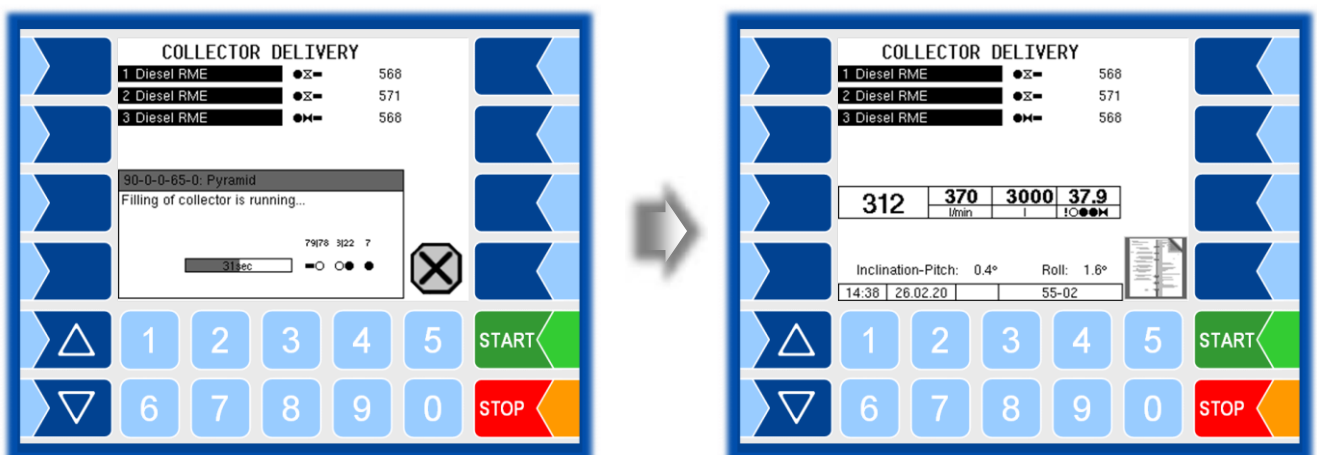 COLLECTOR DELIVERY
1 Diesel RME 568
2 Diesel RME 571
3 Diesel RME 568
90-0-0-65-0: Pyramid
Filling of collector is running...
79|78 3|22 7
31sec
1 2 3 4 5 START
6 7 8 9 0 STOP
COLLECTOR DELIVERY
1 Diesel RME 568
2 Diesel RME 571
3 Diesel RME 568
312 370 3000 37.9
l/min l
Inclination-Pitch: 0.4° Roll: 1.6°
14:38 26.02.20 55-02
1 2 3 4 5 START
6 7 8 9 0 STOP